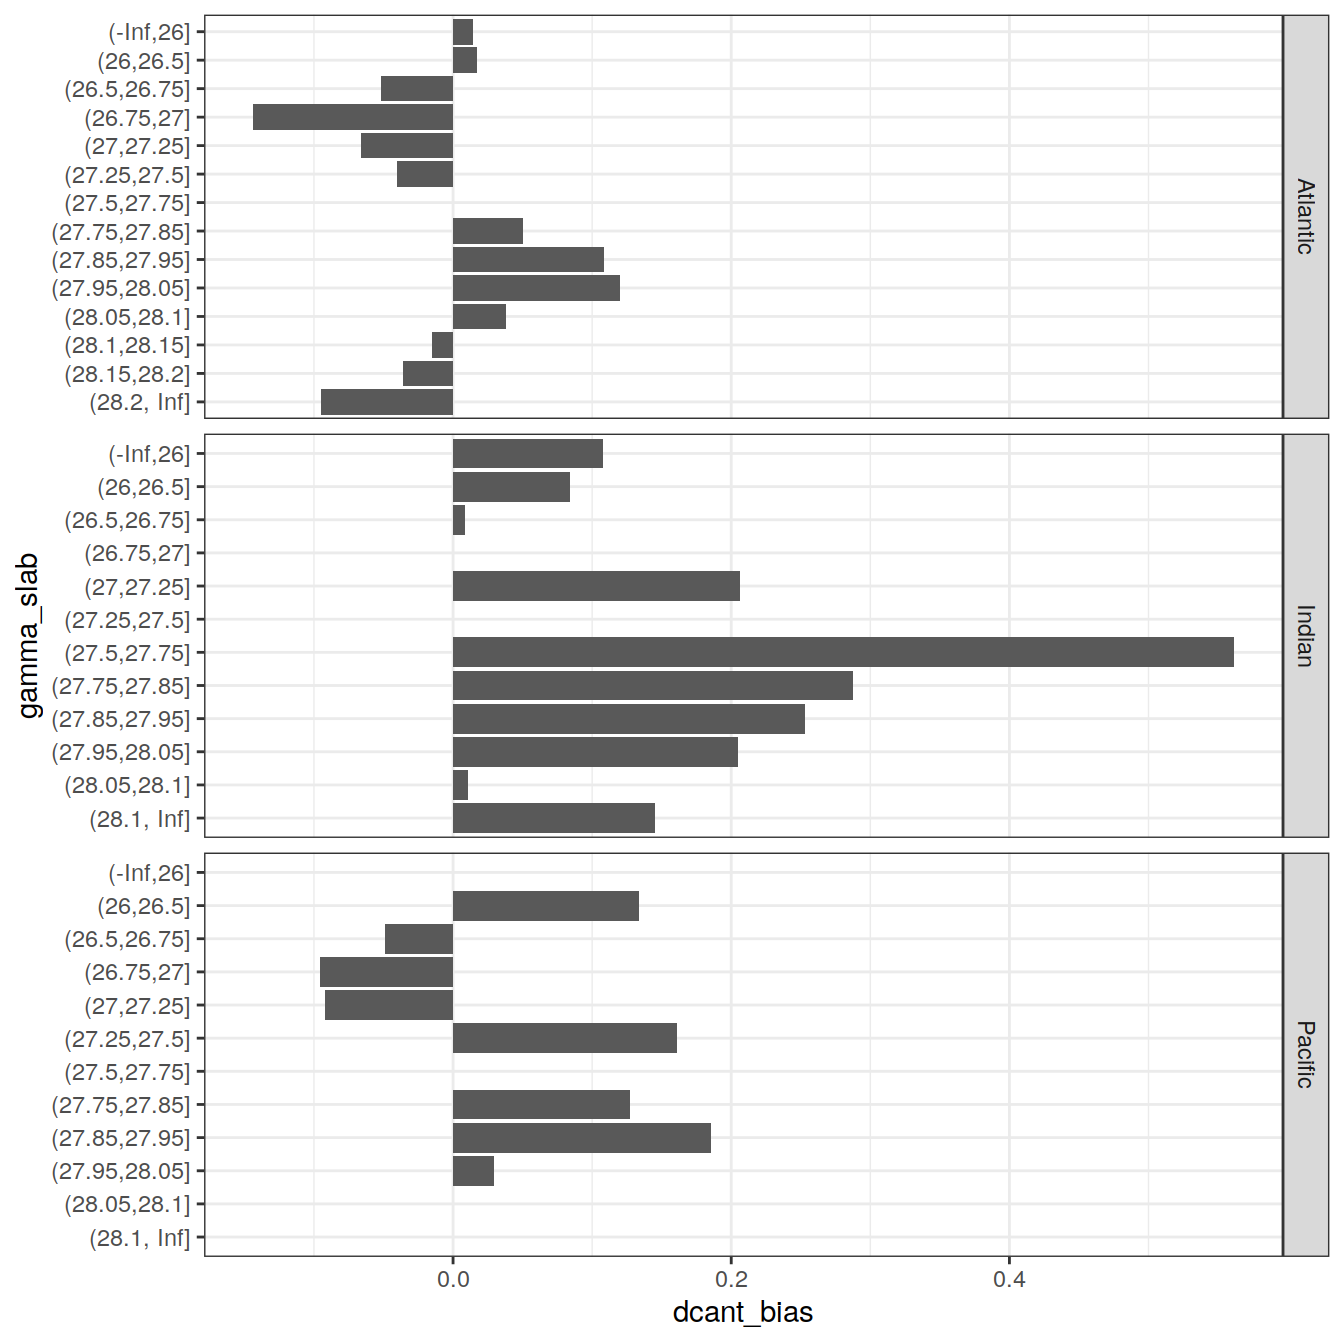 (-Inf,26]
(26,26.5]
(26.5,26.75]
(26.75,27]
(27,27.25]
(27.25,27.5]
(27.5,27.75]
(27.75,27.85]
(27.85,27.95]
(27.95,28.05]
(28.05,28.1]
(28.1,28.15]
(28.15,28.2]
(28.2, Inf]
Atlantic
(-Inf,26]
(26,26.5]
(26.5,26.75]
(26.75,27]
(27,27.25]
(27.25,27.5]
(27.5,27.75]
(27.75,27.85]
(27.85,27.95]
(27.95,28.05]
(28.05,28.1]
(28.1, Inf]
Indian
gamma_slab
(-Inf,26]
(26,26.5]
(26.5,26.75]
(26.75,27]
(27,27.25]
(27.25,27.5]
(27.5,27.75]
(27.75,27.85]
(27.85,27.95]
(27.95,28.05]
(28.05,28.1]
(28.1, Inf]
Pacific
0.0 0.2 0.4
dcant_bias